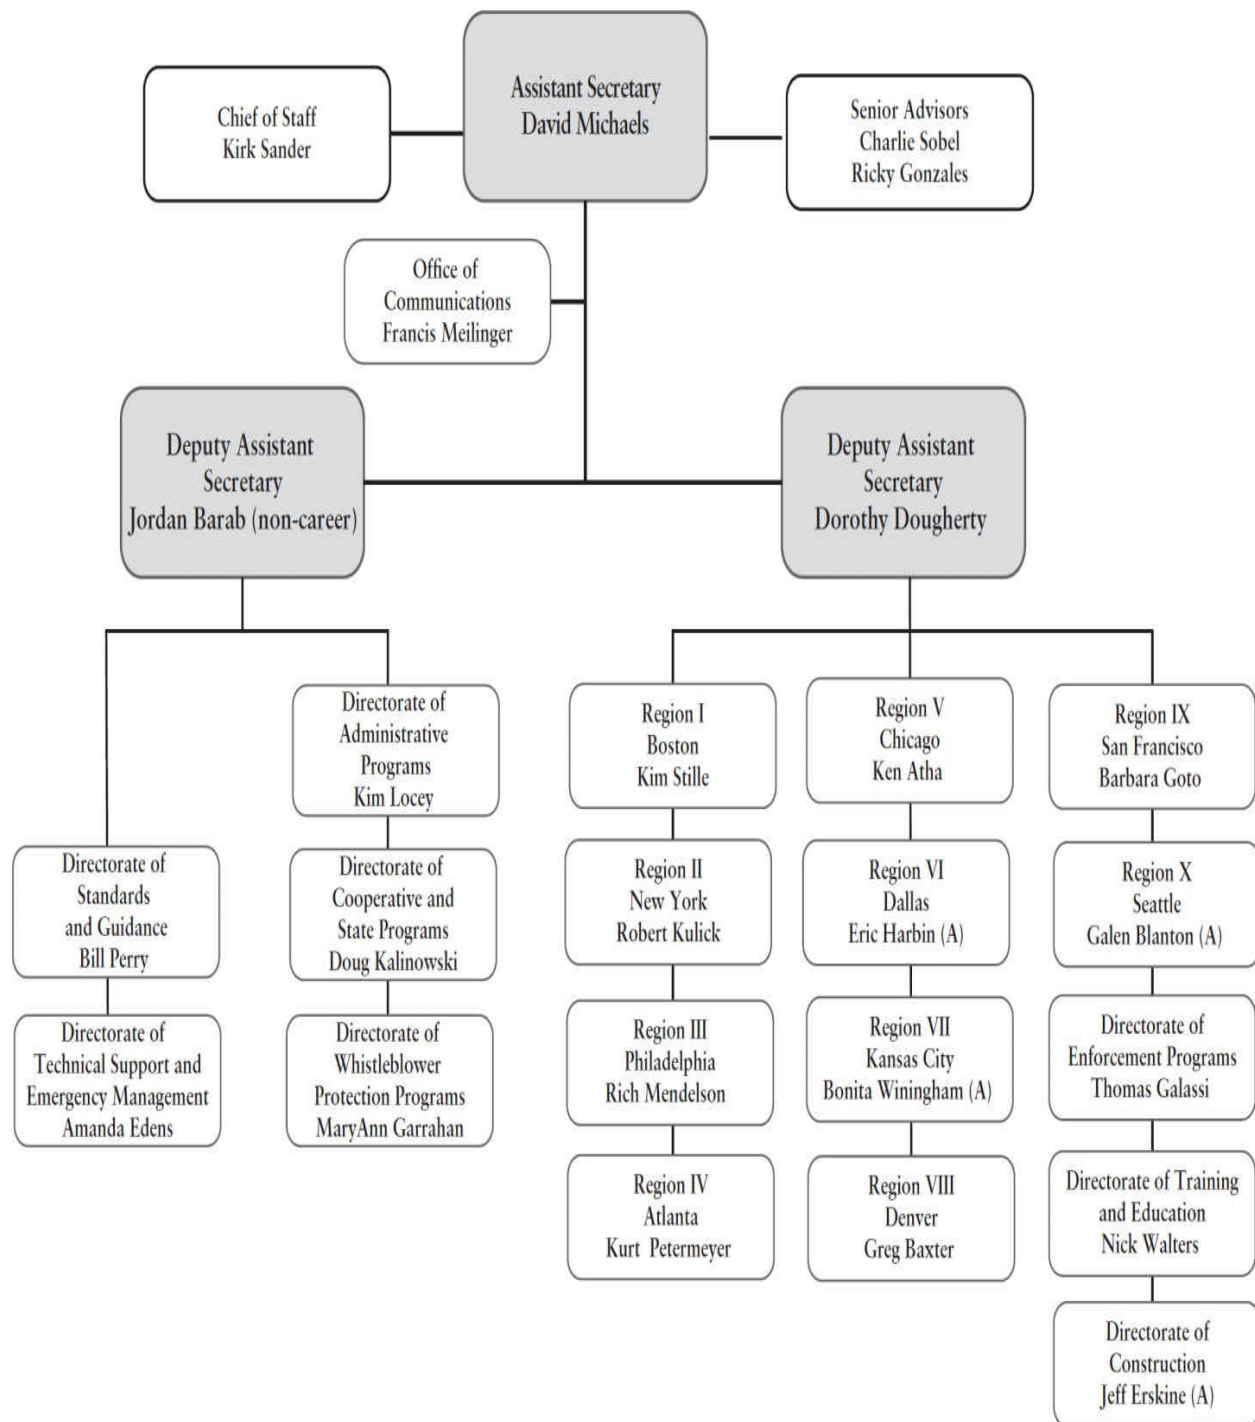 Assistant Secretary
David Michaels
Chief of Staff
Kirk Sander
Senior Advisors
Charlie Sobel
Ricky Gonzales
Office of
Communications
Francis Meilinger
Deputy Assistant
Secretary
Jordan Barab (non-career)
Deputy Assistant
Secretary
Dorothy Dougherty
Directorate of
Administrative
Programs
Kim Locey
Directorate of
Standards
and Guidance
Bill Perry
Directorate of
Cooperative and
State Programs
Doug Kalinowski
Directorate of
Technical Support and
Emergency Management
Amanda Edens
Directorate of
Whistleblower
Protection Programs
MaryAnn Garrahan
Region I
Boston
Kim Stille
Region II
New York
Robert Kulick
Region III
Philadelphia
Rich Mendelson
Region IV
Atlanta
Kurt Petermeyer
Region V
Chicago
Ken Atha
Region VI
Dallas
Eric Harbin (A)
Region VII
Kansas City
Bonita Winingham (A)
Region VIII
Denver
Greg Baxter
Region IX
San Francisco
Barbara Goto
Region X
Seattle
Galen Blanton (A)
Directorate of
Enforcement Programs
Thomas Galassi
Directorate of Training
and Education
Nick Walters
Directorate of
Construction
Jeff Erskine (A)